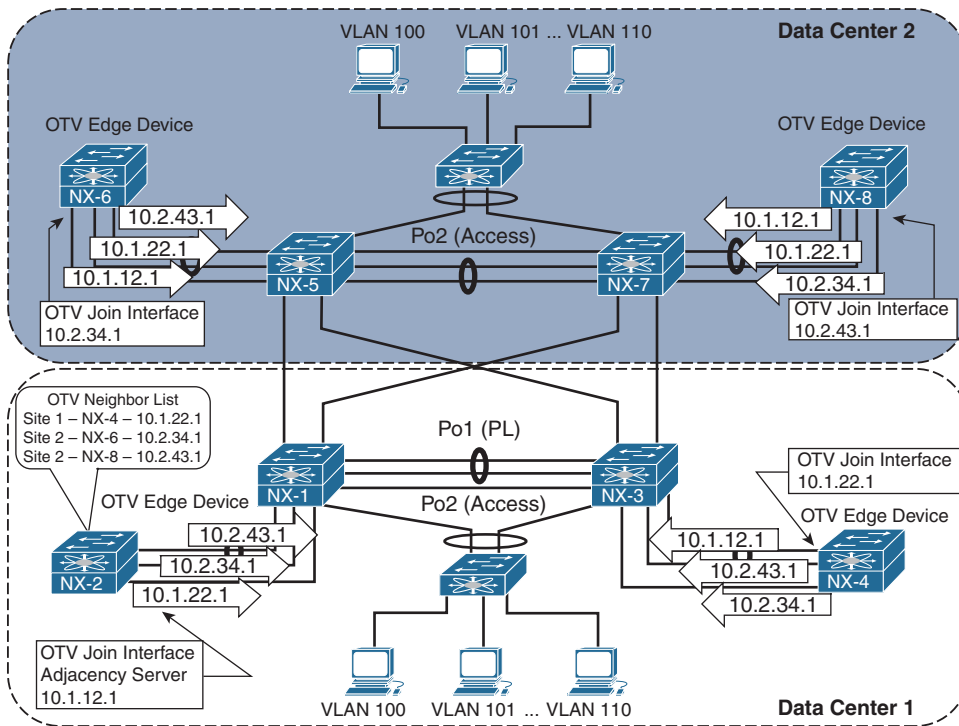 VLAN 100
VLAN 101 ... VLAN 110
Data Center 2
OTV Edge Device
OTV Edge Device
NX-6
NX-8
10.2.43.1
10.1.22.1
10.1.12.1
10.1.12.1
10.1.22.1
10.2.34.1
Po2 (Access)
NX-5
NX-7
OTV Join Interface
10.2.34.1
OTV Join Interface
10.2.43.1
OTV Neighbor List
Site 1 – NX-4 – 10.1.22.1
Site 2 – NX-6 – 10.2.34.1
Site 2 – NX-8 – 10.2.43.1
Po1 (PL)
NX-1
NX-3
Po2 (Access)
OTV Join Interface
10.1.22.1
OTV Edge Device
OTV Edge Device
NX-2
NX-4
10.2.43.1
10.2.34.1
10.1.22.1
10.1.12.1
10.2.43.1
10.2.34.1
OTV Join Interface
Adjacency Server
10.1.12.1
VLAN 100
VLAN 101 ... VLAN 110
Data Center 1